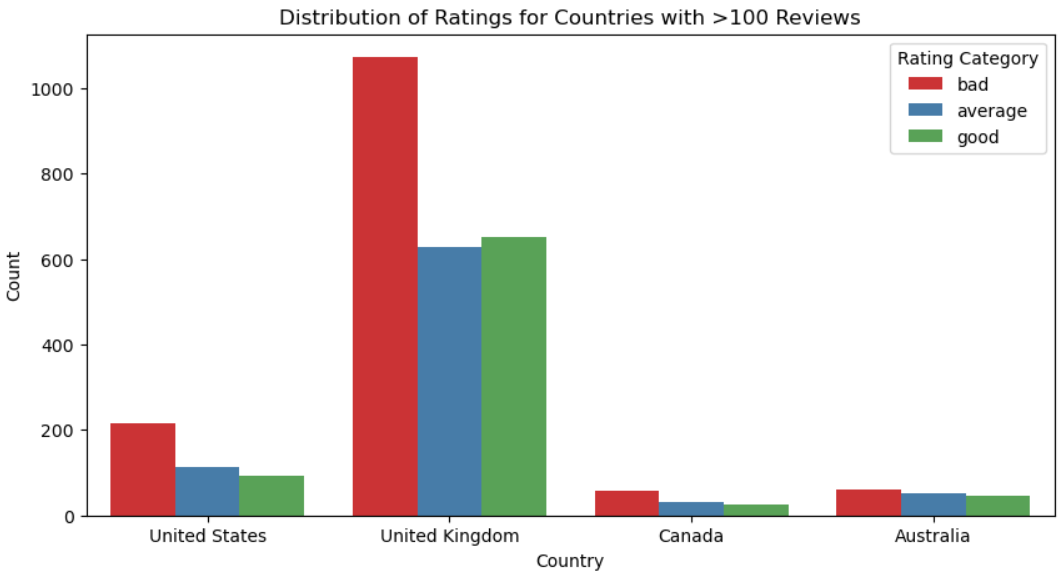 Distribution of Ratings for Countries with >100 Reviews
Rating Category
bad
average
good
1000
800
600
400
200
0
Count
United States
United Kingdom
Canada
Australia
Country